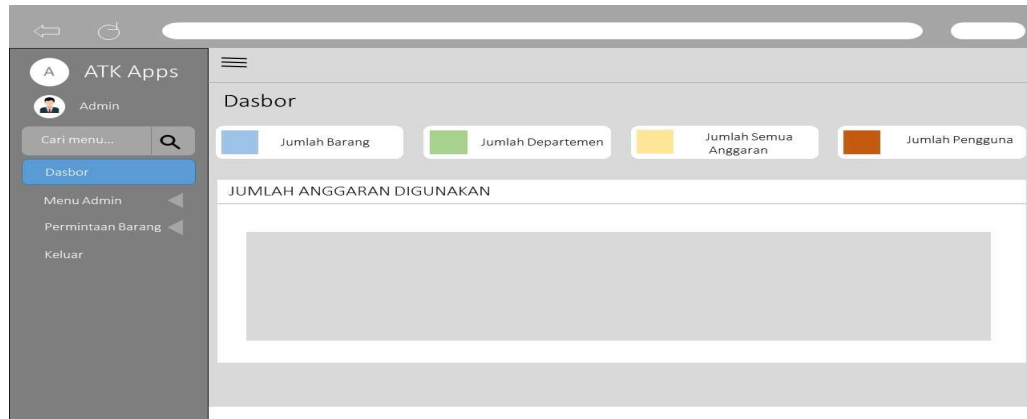 A
ATK Apps
Admin
Cari menu...
Dasbor
Menu Admin
Permintaan Barang
Keluar
Dasbor
Jumlah Barang
Jumlah Departemen
Jumlah Semua
Anggaran
Jumlah Pengguna
JUMLAH ANGGARAN DIGUNAKAN